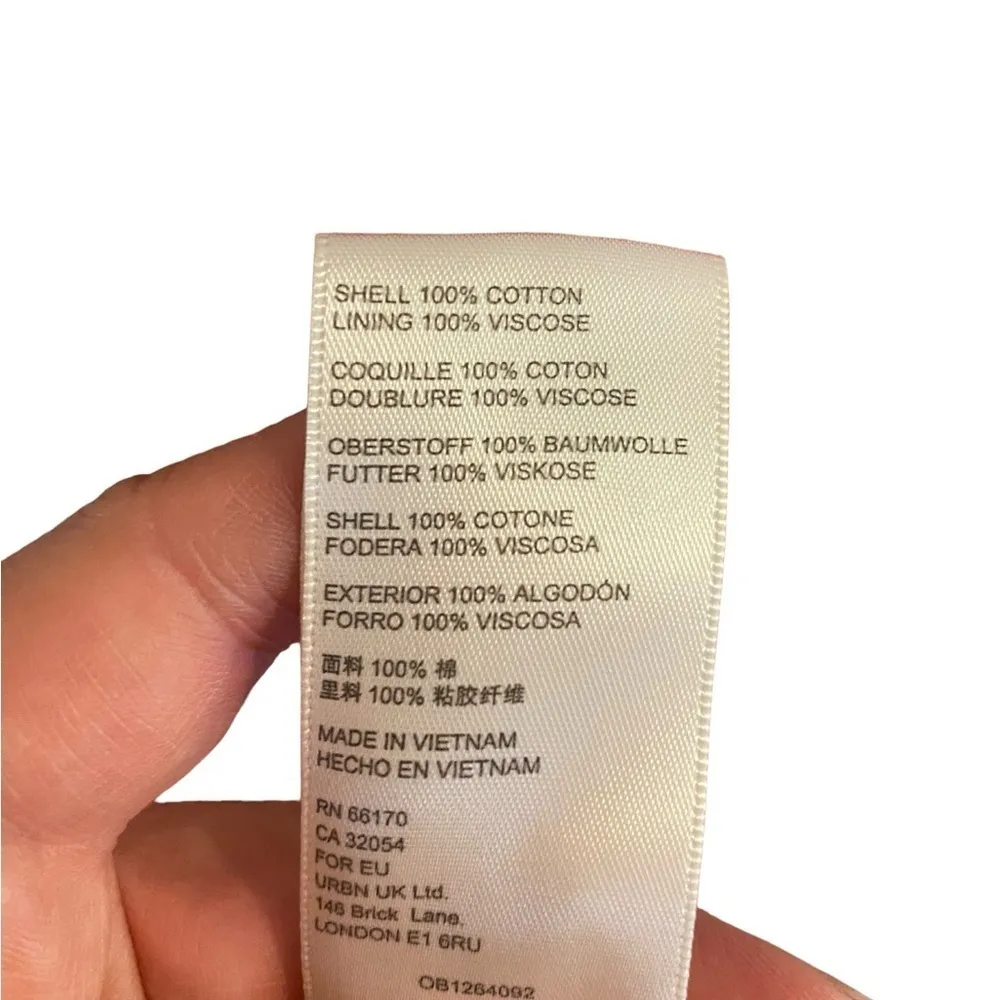 SHELL 100% COTTON
LINING 100% VISCOSE
COQUILLE 100% COTON
DOUBLURE 100% VISCOSE
OBERSTOFF 100% BAUMWOLLE
FUTTER 100% VISKOSE
SHELL 100% COTONE
FODERA 100% VISCOSA
EXTERIOR 100% ALGODÓN
FORRO 100% VISCOSA
面料 100% 棉
里料 100% 粘胶纤维
MADE IN VIETNAM
HECHO EN VIETNAM
RN 66170
CA 32054
FOR EU
URBN UK Ltd.
146 Brick Lane.
LONDON E1 6RU
OB1264092